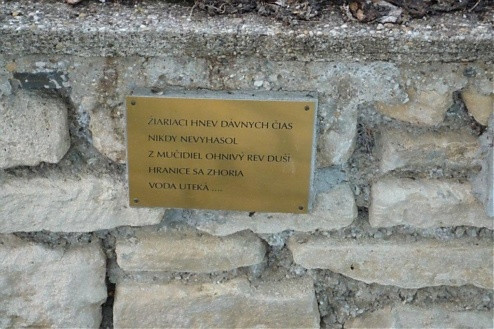 ŽIARIACI HNEV DÁVNYCH ČIAS
NIKDY NEVYHASOL
Z MUČIDIEL OHNIVÝ REV DUŠÍ
HRANICE SA ZHORIA
VODA UTEKÁ ....